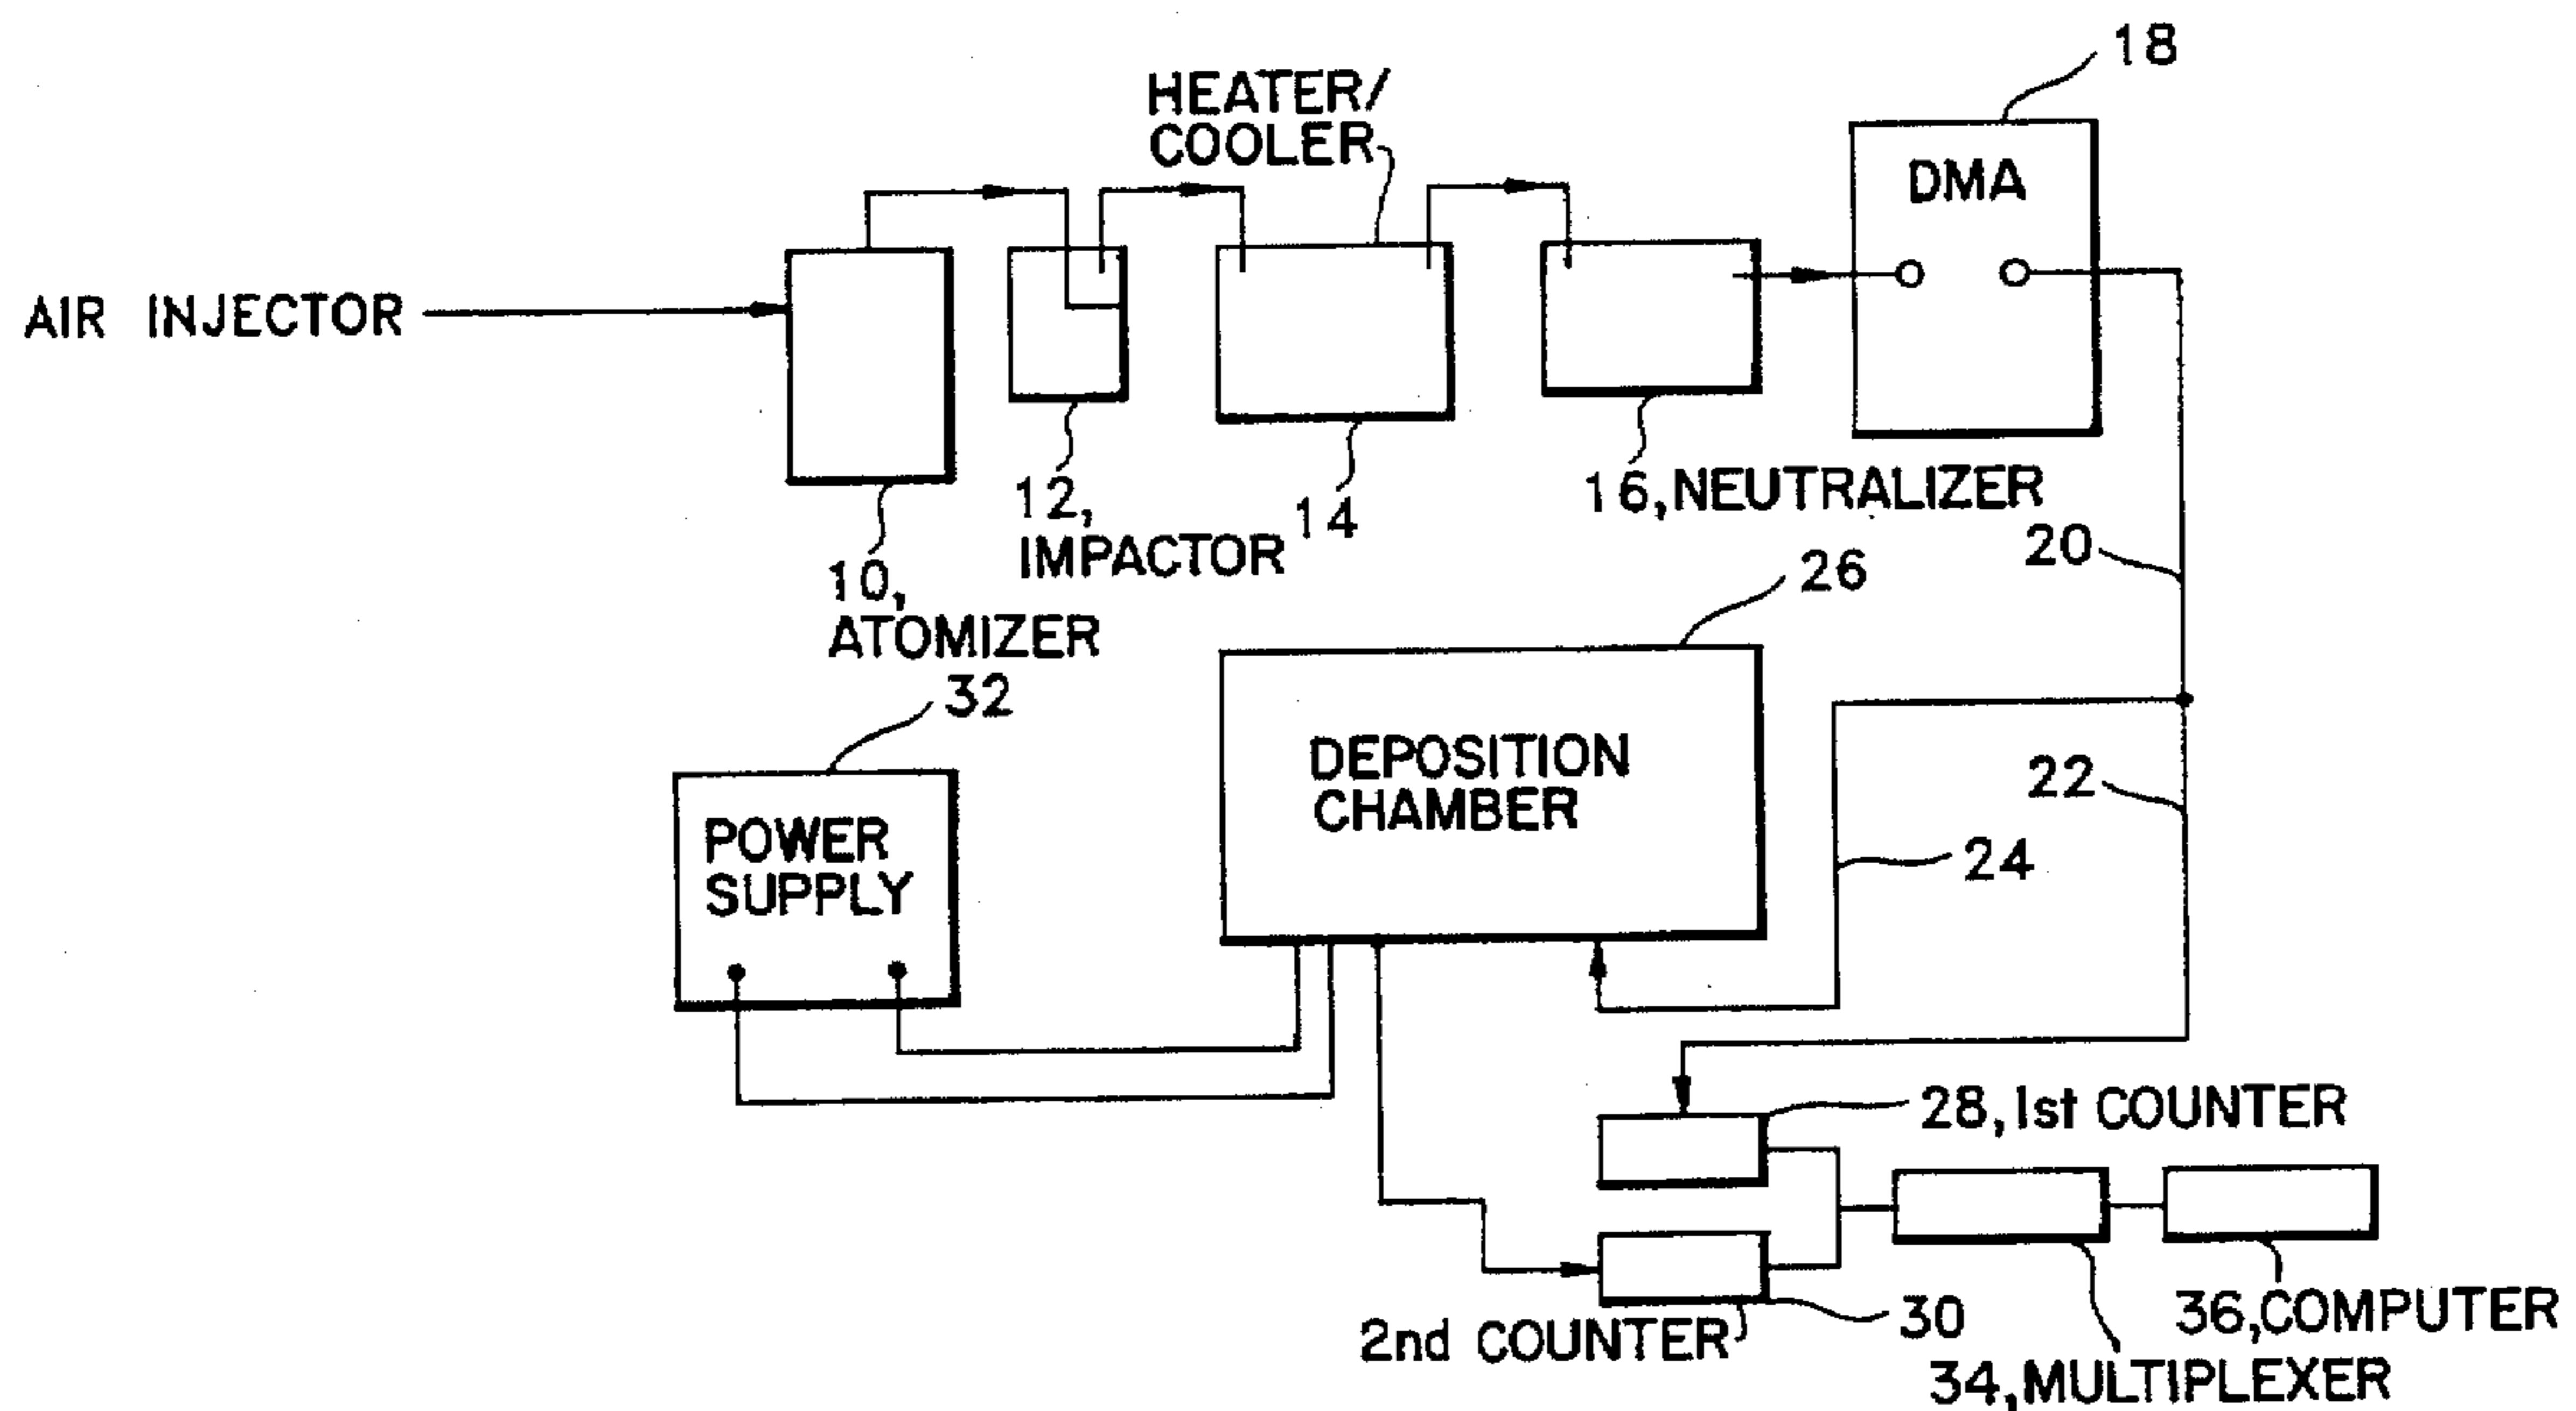 18
HEATER/
COOLER
DMA
AIR INJECTOR
12,
IMPACTOR
14
16, NEUTRALIZER
10,
ATOMIZER
20
26
32
DEPOSITION
CHAMBER
22
POWER
SUPPLY
24
28, 1st COUNTER
2nd COUNTER
30
36, COMPUTER
34, MULTIPLEXER